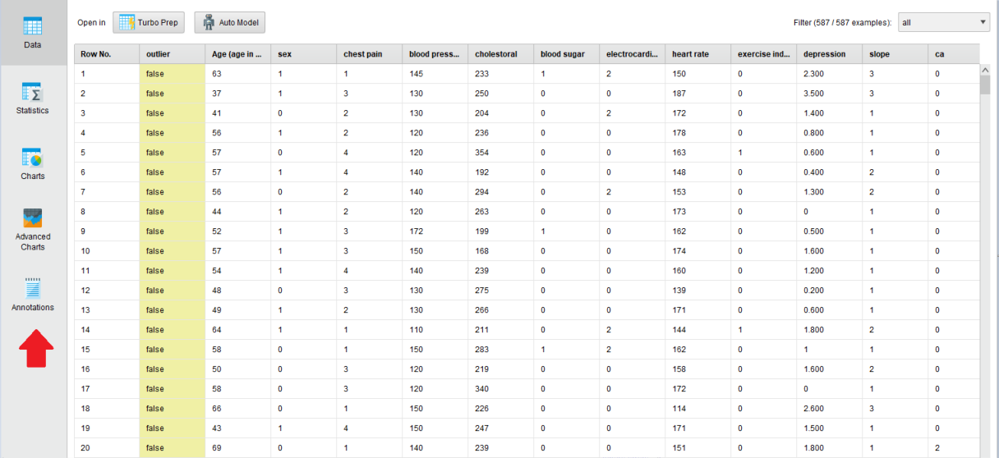 Open in Turbo Prep Auto Model Filter (587 / 587 examples): all
Data
Statistics
Charts
Advanced
Charts
Annotations
Row No. outlier Age (age in ... sex chest pain blood press... cholestoral blood sugar electrocardi... heart rate exercise ind... depression slope ca
1 false 63 1 1 145 233 1 2 150 0 2.300 3 0
2 false 37 1 3 130 250 0 0 187 0 3.500 3 0
3 false 41 0 2 130 204 0 2 172 0 1.400 1 0
4 false 56 1 2 120 236 0 0 178 0 0.800 1 0
5 false 57 0 4 120 354 0 0 163 1 0.600 1 0
6 false 57 1 4 140 192 0 0 148 0 0.400 2 0
7 false 56 0 2 140 294 0 2 153 0 1.300 2 0
8 false 44 1 2 120 263 0 0 173 0 0 1 0
9 false 52 1 3 172 199 1 0 162 0 0.500 1 0
10 false 57 1 3 150 168 0 0 174 0 1.600 1 0
11 false 54 1 4 140 239 0 0 160 0 1.200 1 0
12 false 48 0 3 130 275 0 0 139 0 0.200 1 0
13 false 49 1 2 130 266 0 0 171 0 0.600 1 0
14 false 64 1 1 110 211 0 2 144 1 1.800 2 0
15 false 58 0 1 150 283 1 2 162 0 1 1 0
16 false 50 0 3 120 219 0 0 158 0 1.600 2 0
17 false 58 0 3 120 340 0 0 172 0 0 1 0
18 false 66 0 1 150 226 0 0 114 0 2.600 3 0
19 false 43 1 4 150 247 0 0 171 0 1.500 1 0
20 false 69 0 1 140 239 0 0 151 0 1.800 1 2